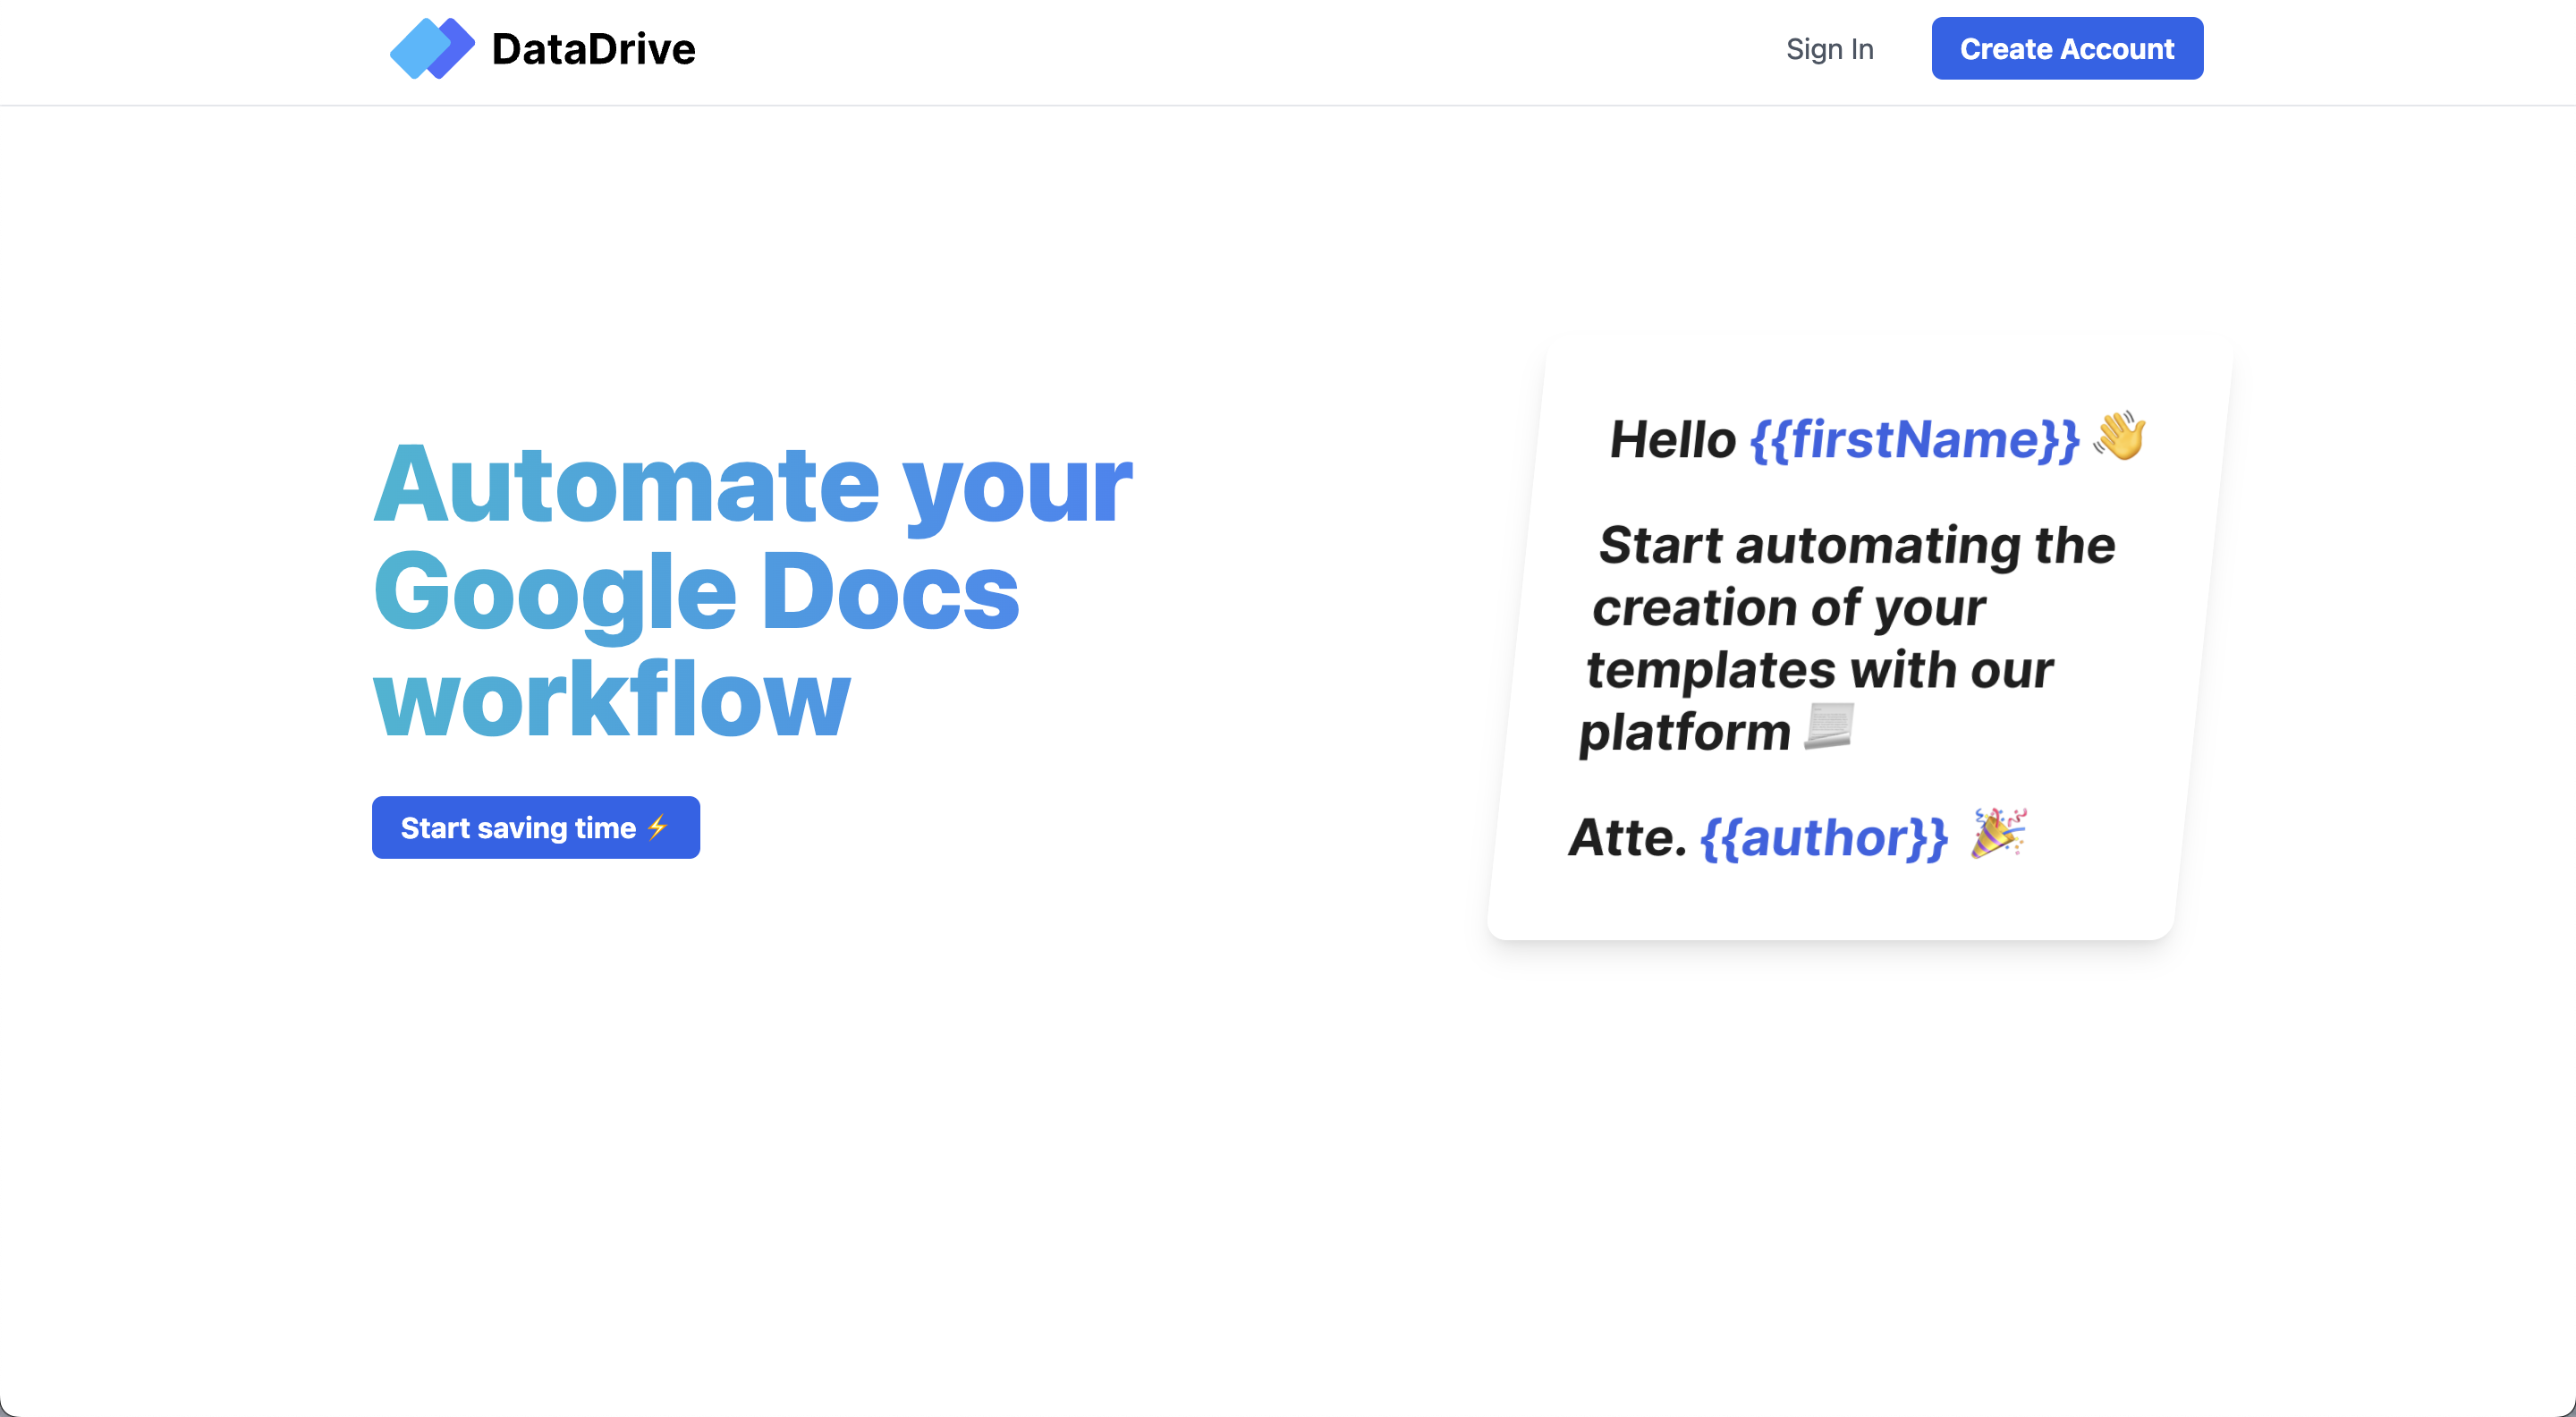 DataDrive
Sign In
Create Account
Automate your
Google Docs
workflow
Start saving time ⚡
Hello {{firstName}} 👋
Start automating the
creation of your
templates with our
platform 📃
Atte. {{author}} 🎉